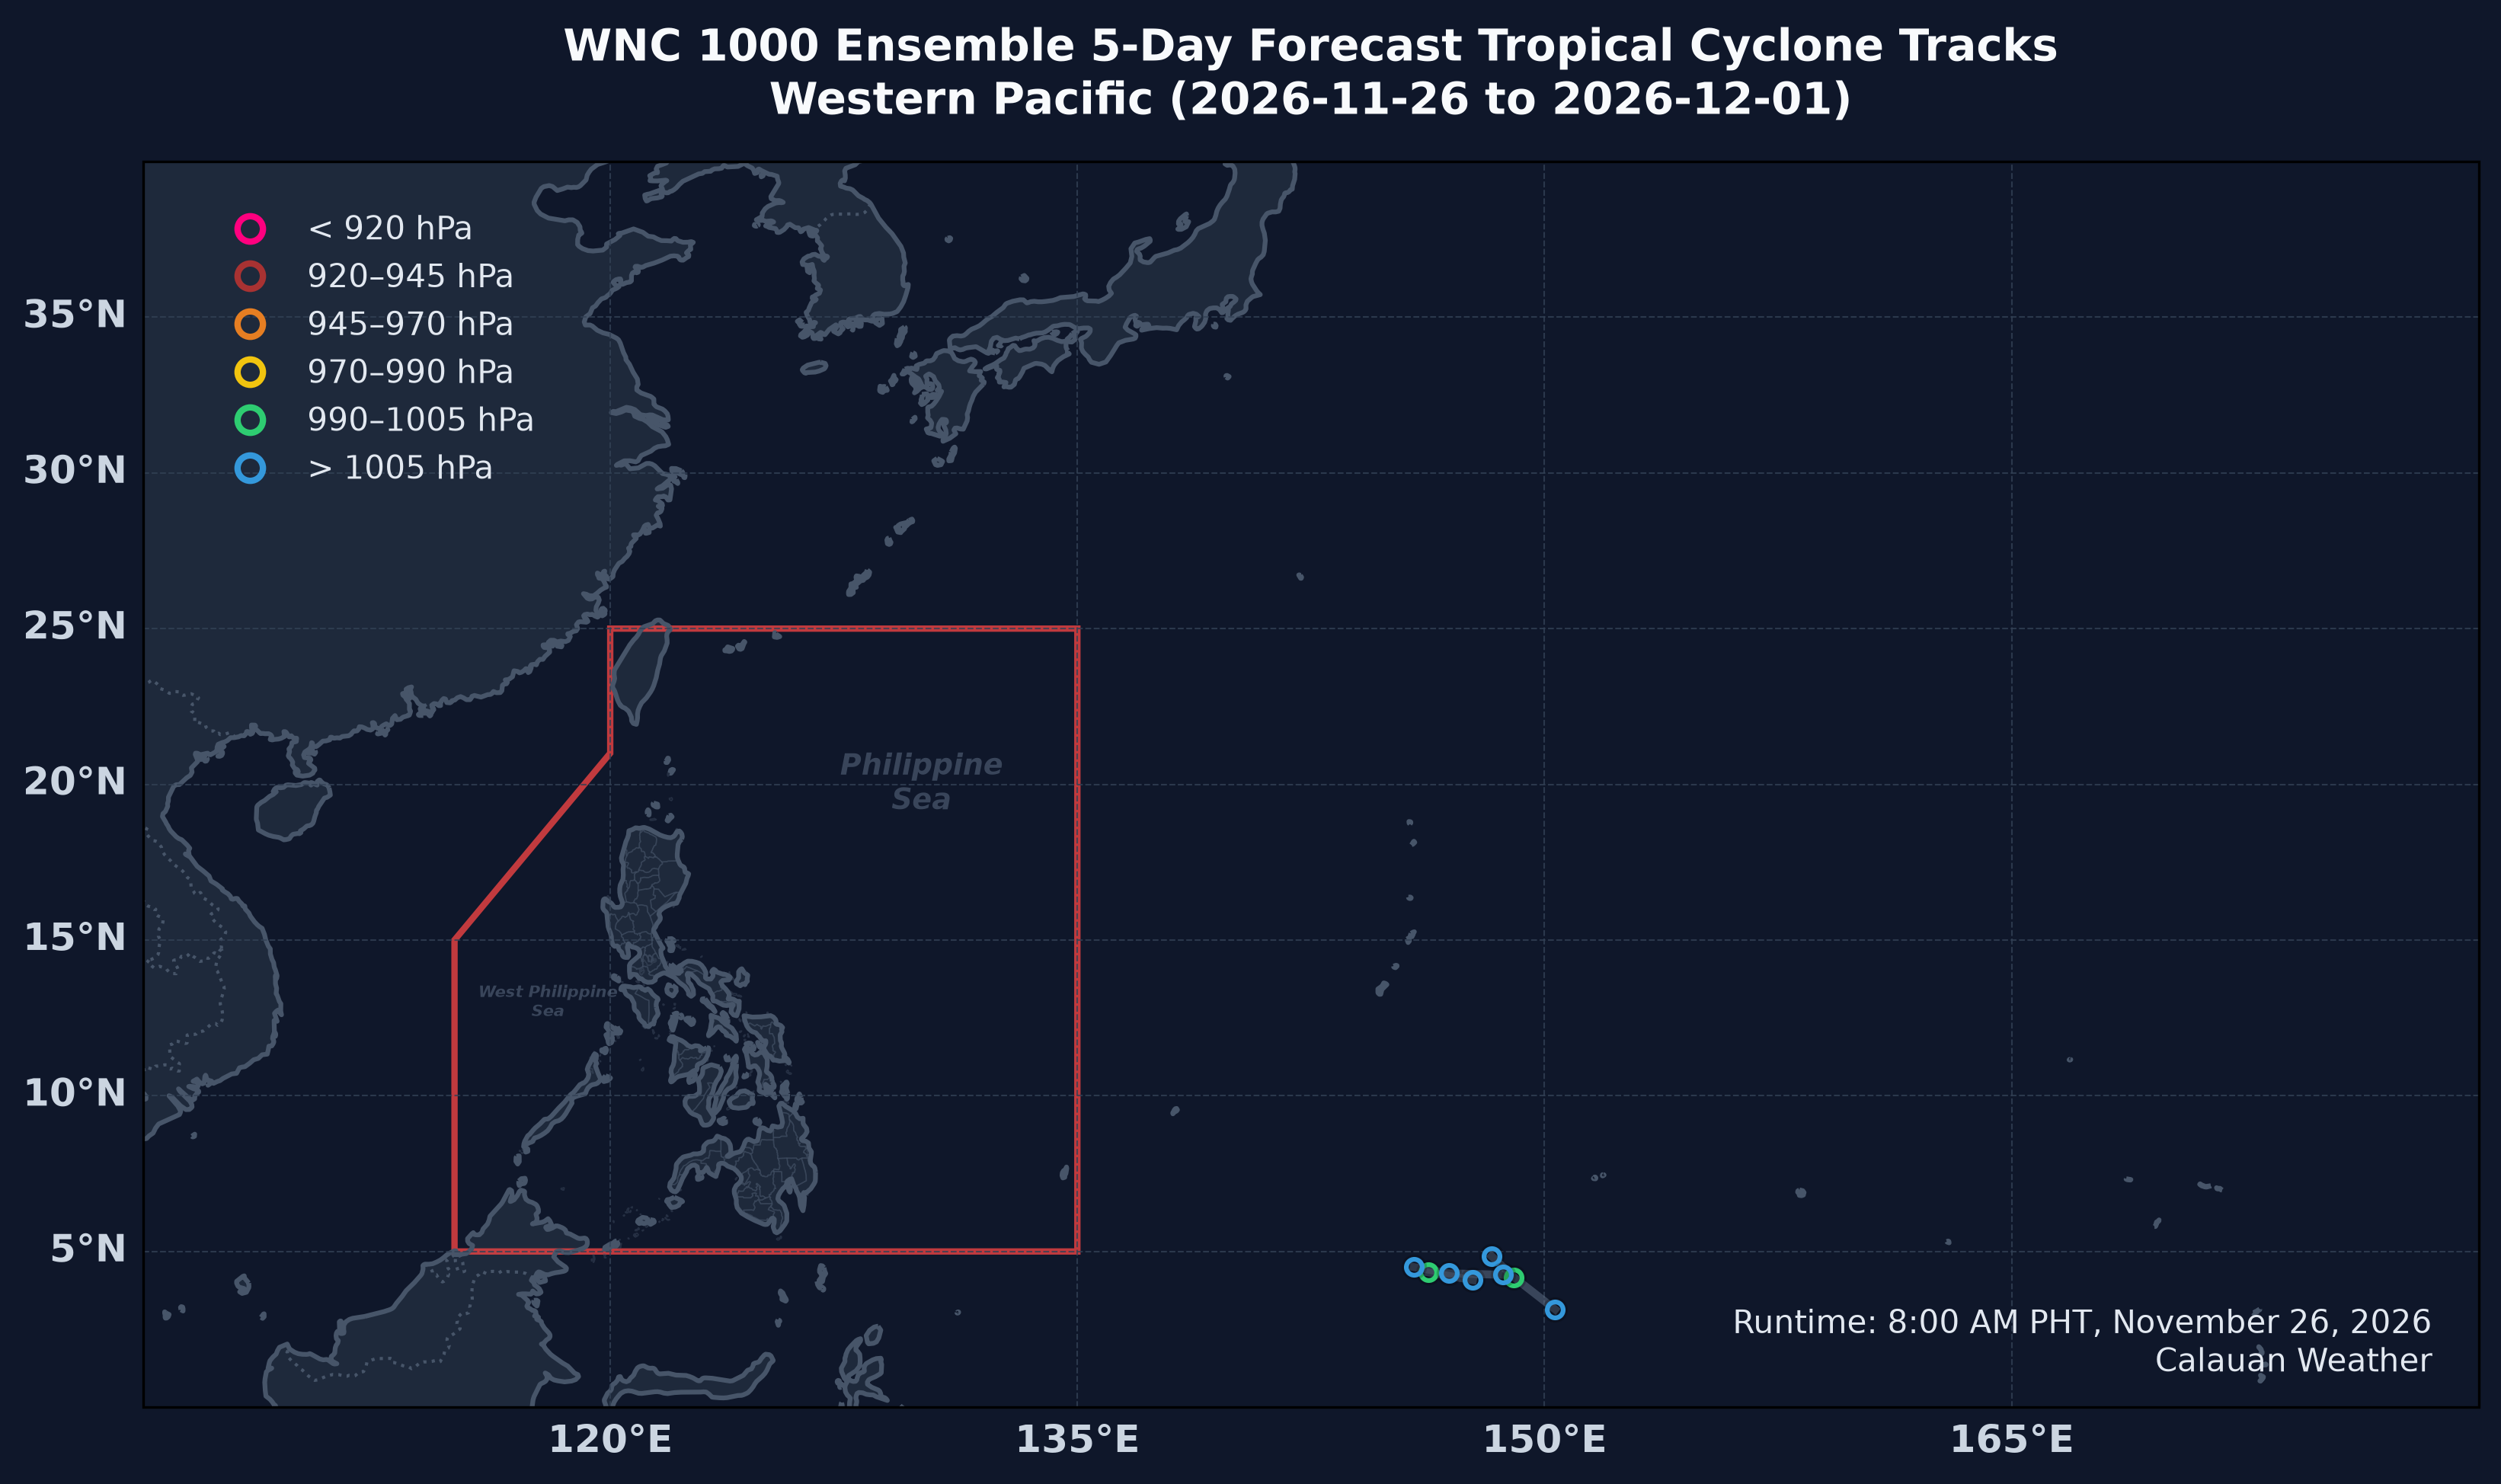 WNC 1000 Ensemble 5-Day Forecast Tropical Cyclone Tracks
Western Pacific (2026-11-26 to 2026-12-01)
< 920 hPa
920–945 hPa
945–970 hPa
970–990 hPa
990–1005 hPa
> 1005 hPa
35°N
30°N
25°N
20°N
15°N
10°N
5°N
Philippine
Sea
West Philippine
Sea
Runtime: 8:00 AM PHT, November 26, 2026
Calauan Weather
120°E
135°E
150°E
165°E